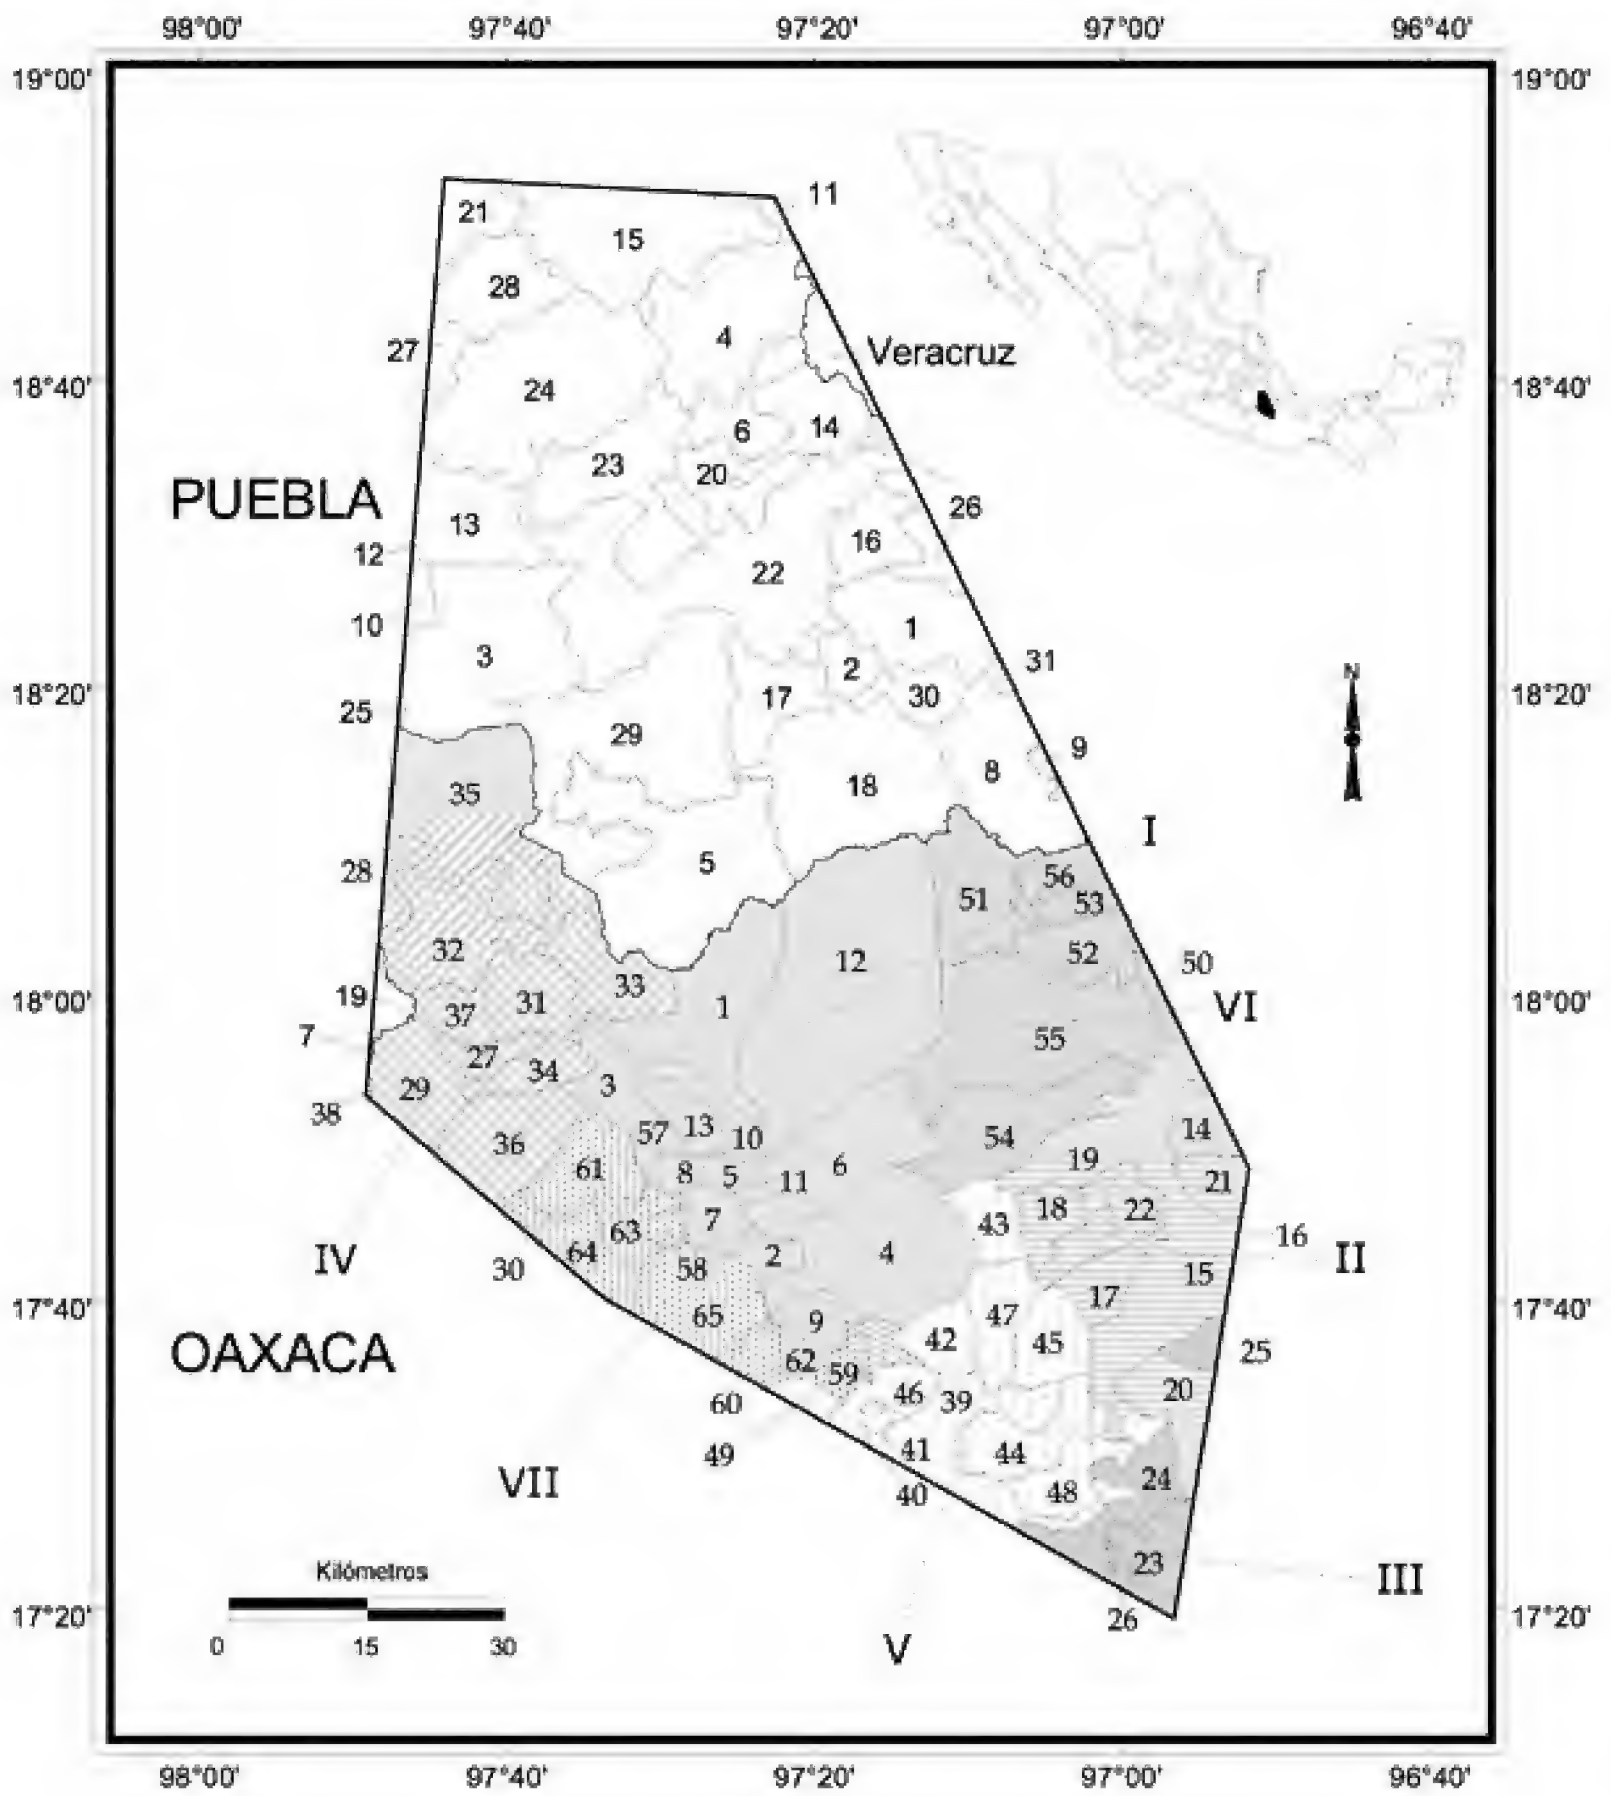 98°00' 97°40' 97°20' 97°00' 96°40'
19°00' 19°00'
11
21
15
28
4
27
Veracruz
18°40' 24 18°40'
6 14
23
20
PUEBLA
26
13
16
12
22
10 1
3 31
2
17 30
18°20' 18°20'
N
25
29
9
8
18
35
I
5
28 56
51 53
32 12 52
50
33
19 31 1 VI
18°00' 18°00'
37
7 55
27
34
29 3
38
13 14
57 10 54
36
61 6 19
8 5 11 21
18 22
7 43
63 16
64 2 4
IV 58 II
30 15
17
17°40' 65 9 47 17°40'
42 45
OAXACA 25
62 59
20
46 39
60
49 41 44
VII 24
40 48
23
Kilómetros III
17°20' 26 17°20'
0 15 30
V
98°00' 97°40' 97°20' 97°00' 96°40'